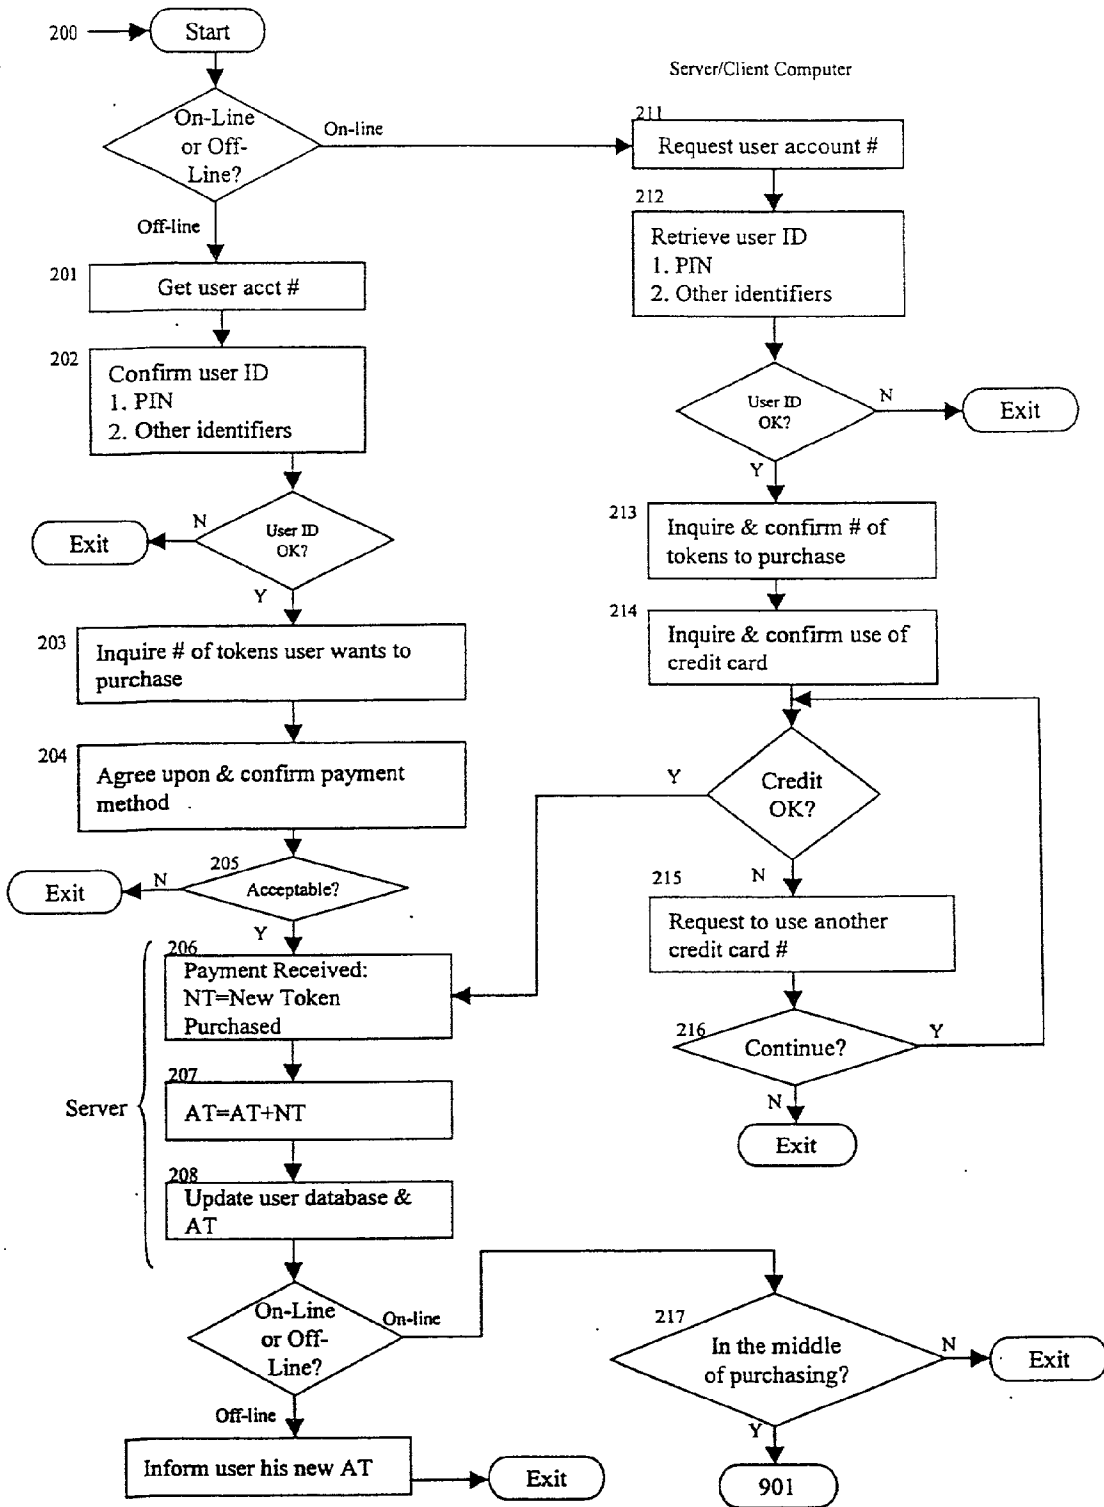 200
Start
Server/Client Computer
On-Line
or Off-
Line?
On-line
Off-line
211
Request user account #
212
Retrieve user ID
1. PIN
2. Other identifiers
201
Get user acct #
202
Confirm user ID
1. PIN
2. Other identifiers
User ID
OK?
N
Exit
Y
User ID
OK?
N
Exit
Y
213
Inquire & confirm # of
tokens to purchase
214
Inquire & confirm use of
credit card
203
Inquire # of tokens user wants to
purchase
204
Agree upon & confirm payment
method
Credit
OK?
Y
N
205
Acceptable?
N
Exit
Y
215
Request to use another
credit card #
216
Continue?
Y
N
Exit
Server
206
Payment Received:
NT=New Token
Purchased
207
AT=AT+NT
208
Update user database &
AT
On-Line
or Off-
Line?
On-line
Off-line
217
In the middle
of purchasing?
N
Exit
Y
901
Inform user his new AT
Exit